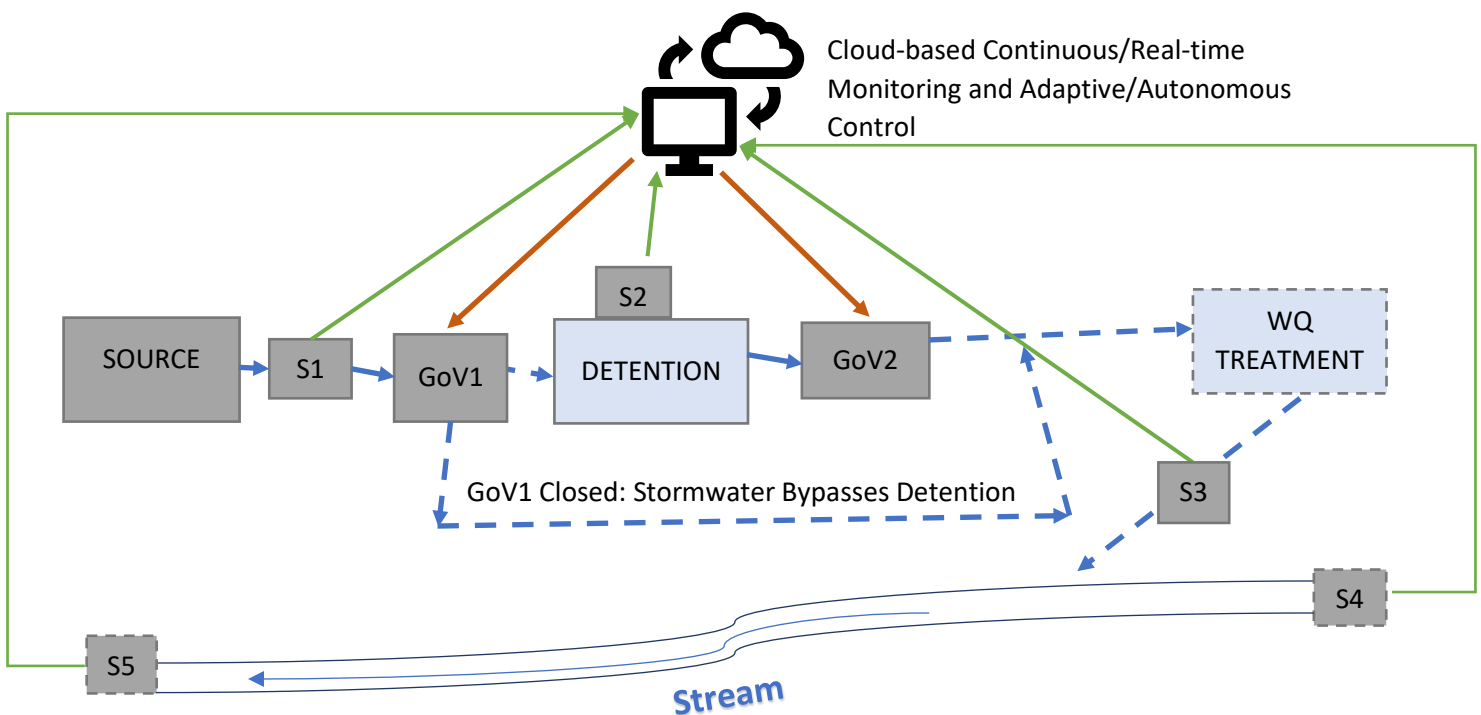 Cloud-based Continuous/Real-time
Monitoring and Adaptive/Autonomous
Control
S2
SOURCE
S1
GoV1
DETENTION
GoV2
WQ
TREATMENT
GoV1 Closed: Stormwater Bypasses Detention
S3
S4
S5
Stream